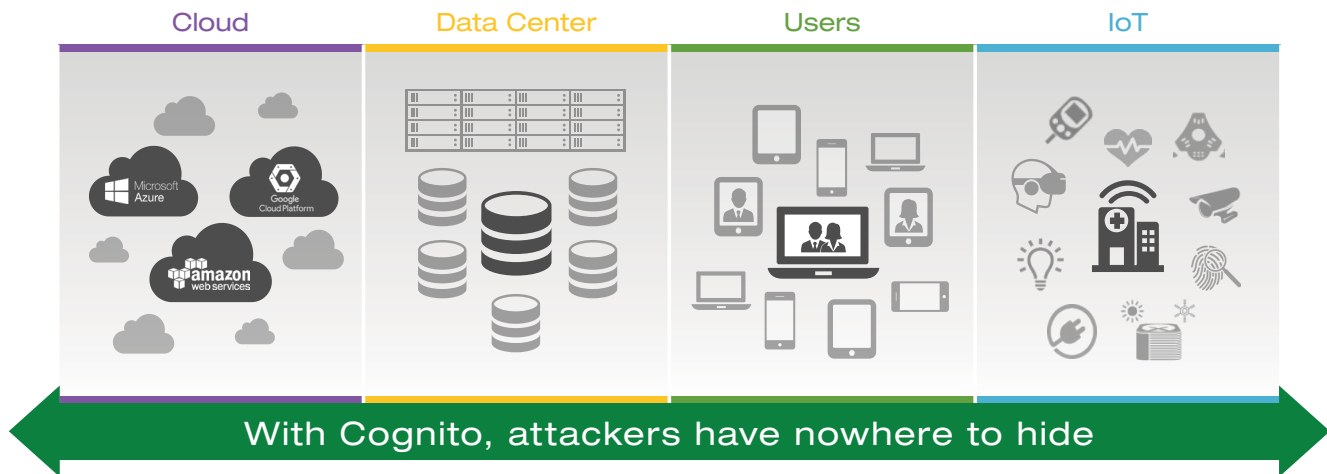 Cloud
Data Center
Users
IoT
Microsoft
Azure
Google
Cloud Platform
amazon
web services
With Cognito, attackers have nowhere to hide